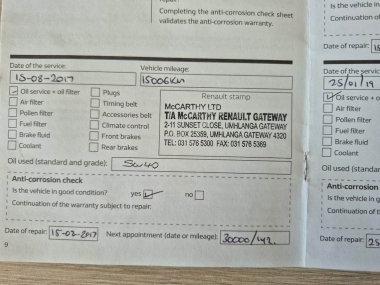 Completing the anti-corrosion check sheet
validates the anti-corrosion warranty.
Is the vehicle in
Continuation of
Date of repair:
Date of the service:
Vehicle mileage:
15-08-2017
15006Km
Oil service + oil filter
Air filter
Pollen filter
Fuel filter
Brake fluid
Coolant
Plugs
Timing belt
Accessories belt
Climate control
Front brakes
Rear brakes
Renault stamp
McCARTHY LTD
T/A McCARTHY RENAULT GATEWAY
2-11 SUNSET CLOSE, UMHLANGA GATEWAY
P.O. BOX 25359, UMHLANGA GATEWAY 4320
TEL: 031 576 5300 FAX: 031 576 5369
Oil used (standard and grade):
5w40
Anti-corrosion check
Is the vehicle in good condition? yes no
Continuation of the warranty subject to repair:
Date of repair: 15-08-2017 Next appointment (date or mileage): 30000/
9
Date of the service:
25/01/19
Oil service + o
Air filter
Pollen filter
Fuel filter
Brake fluid
Coolant
Oil used (standar
Anti-corrosion
Is the vehicle in g
Continuation of t
Date of repair: 25